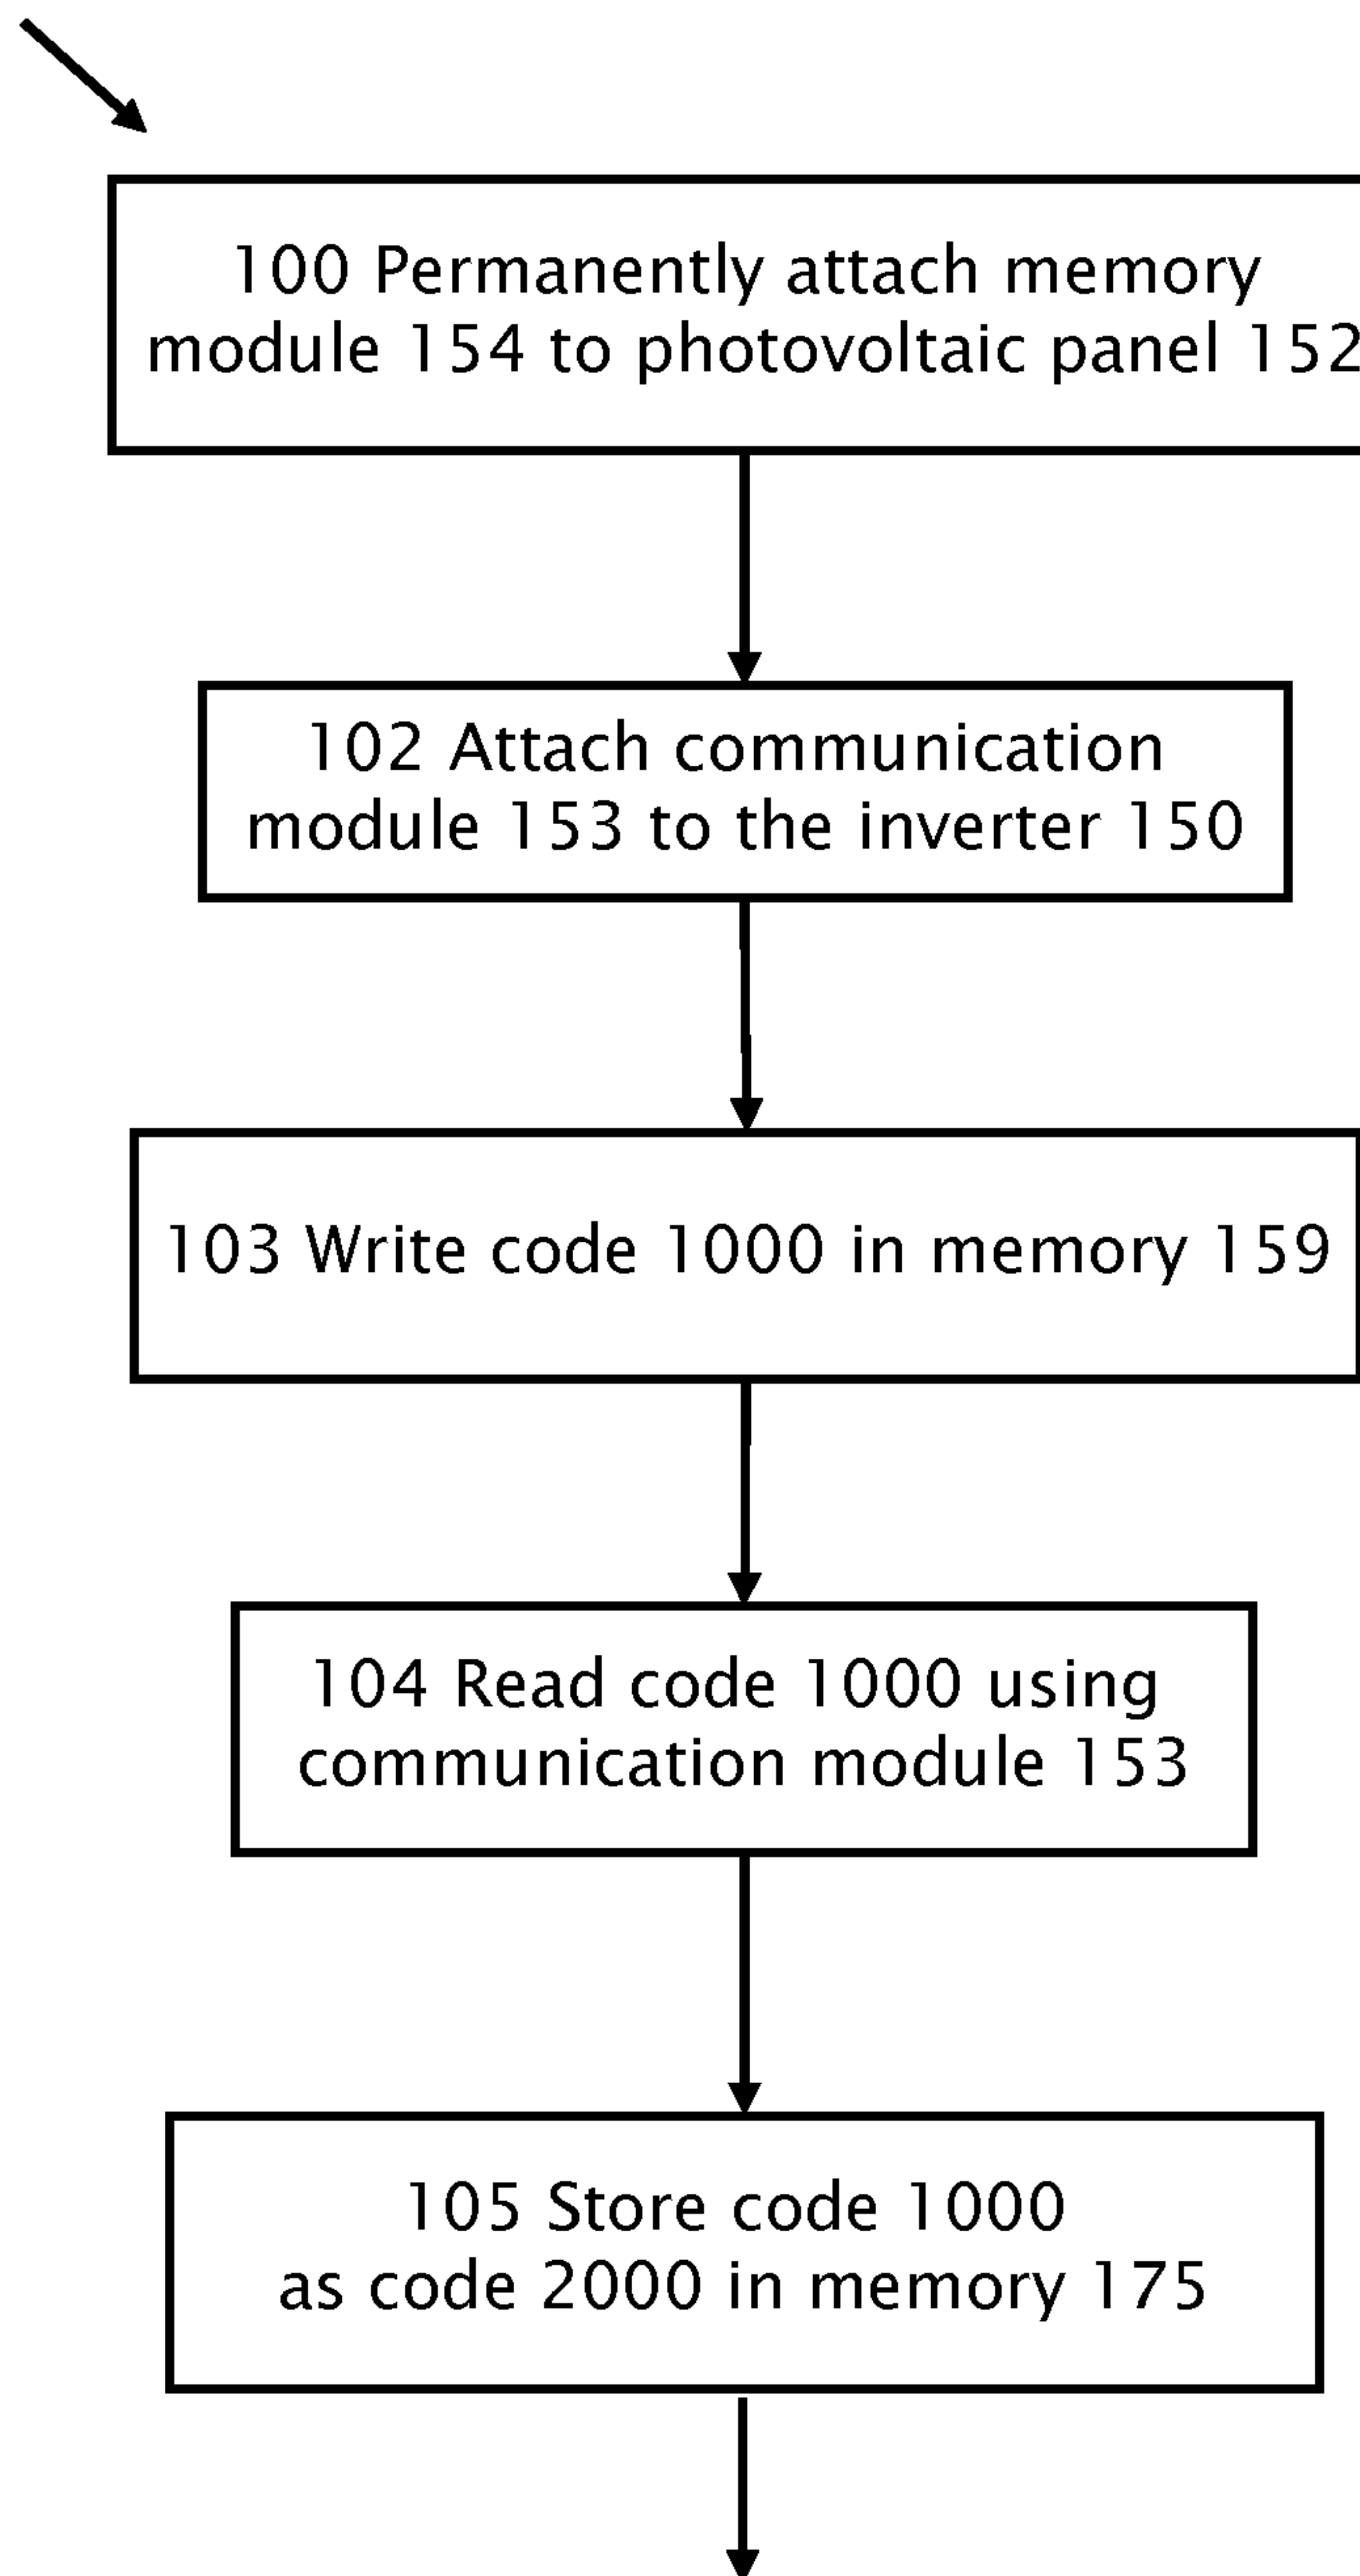 100 Permanently attach memory
module 154 to photovoltaic panel 152
102 Attach communication
module 153 to the inverter 150
103 Write code 1000 in memory 159
104 Read code 1000 using
communication module 153
105 Store code 1000
as code 2000 in memory 175